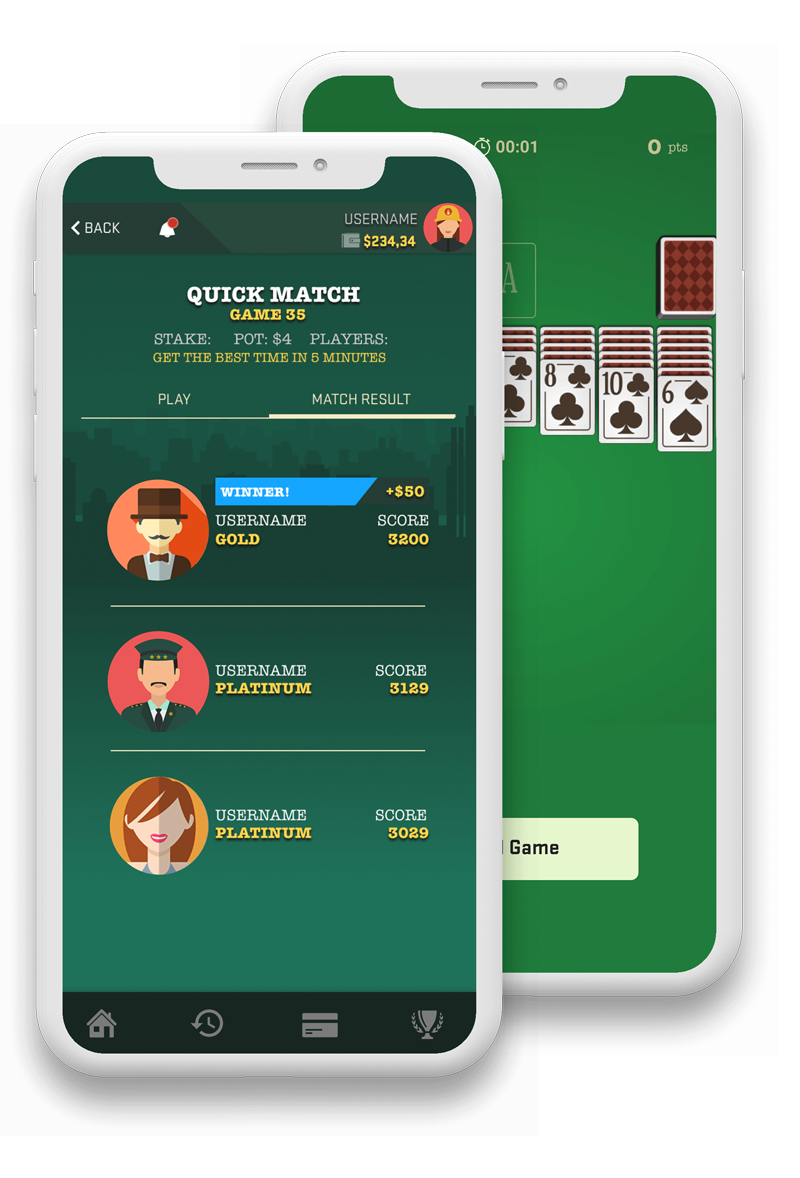 BACK
USERNAME
$234,34
QUICK MATCH
GAME 35
STAKE: POT: $4 PLAYERS:
GET THE BEST TIME IN 5 MINUTES
PLAY MATCH RESULT
WINNER! +$50
USERNAME SCORE
GOLD 3200
USERNAME SCORE
PLATINUM 3129
USERNAME SCORE
PLATINUM 3029
00:01 0 pts
A
8 10 6
Game